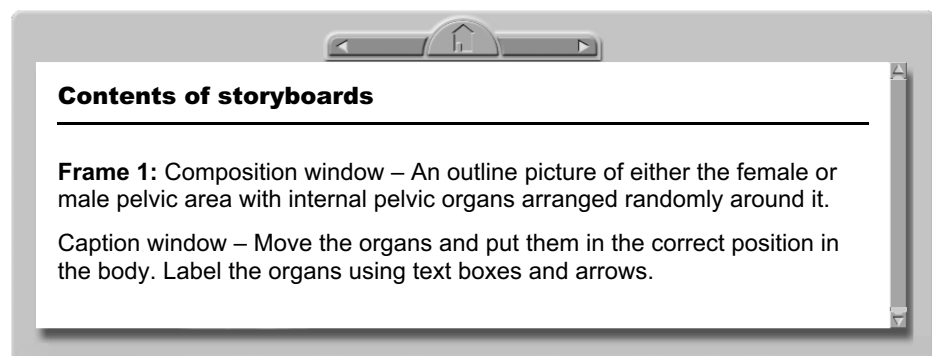 Contents of storyboards
Frame 1: Composition window – An outline picture of either the female or
male pelvic area with internal pelvic organs arranged randomly around it.
Caption window – Move the organs and put them in the correct position in
the body. Label the organs using text boxes and arrows.